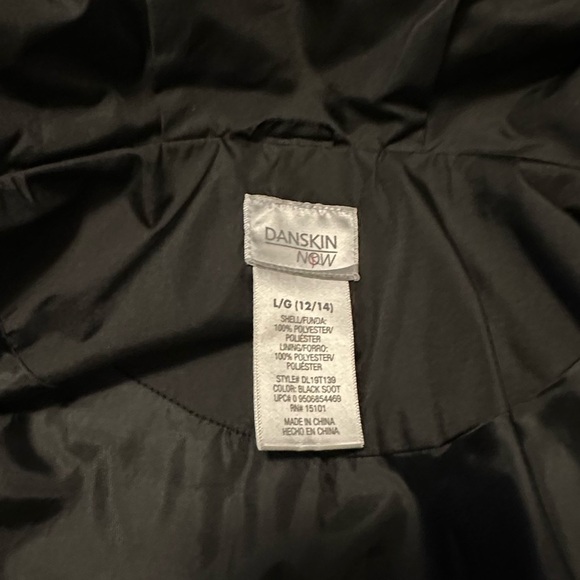 DANSKIN
NOW
L/G (12/14)
SHELL/FUNDA:
100% POLYESTER/
POLIÉSTER
LINING/FORRO:
100% POLYESTER/
POLIÉSTER
STYLE# DL19T139
COLOR: BLACK SOOT
UPC# 0 9506854469
RN# 15101
MADE IN CHINA
HECHO EN CHINA